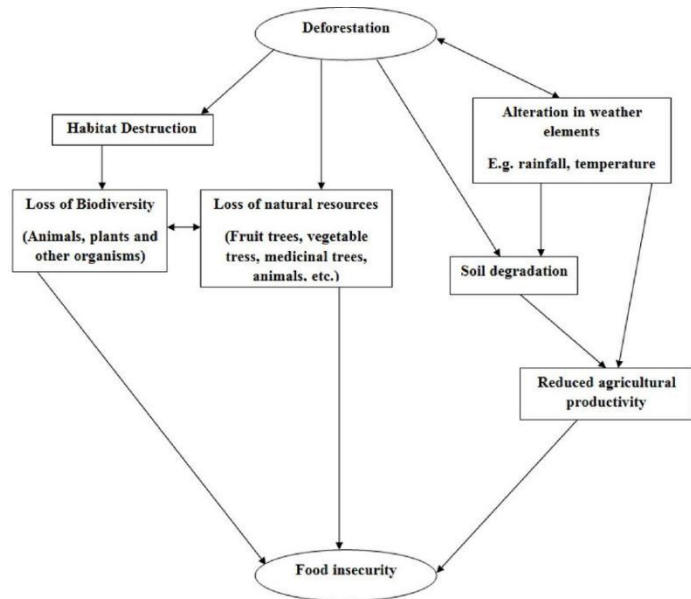 Deforestation
Habitat Destruction
Alteration in weather
elements
E.g. rainfall, temperature
Loss of Biodiversity
(Animals, plants and
other organisms)
Loss of natural resources
(Fruit trees, vegetable
tress, medicinal trees,
animals, etc.)
Soil degradation
Reduced agricultural
productivity
Food insecurity